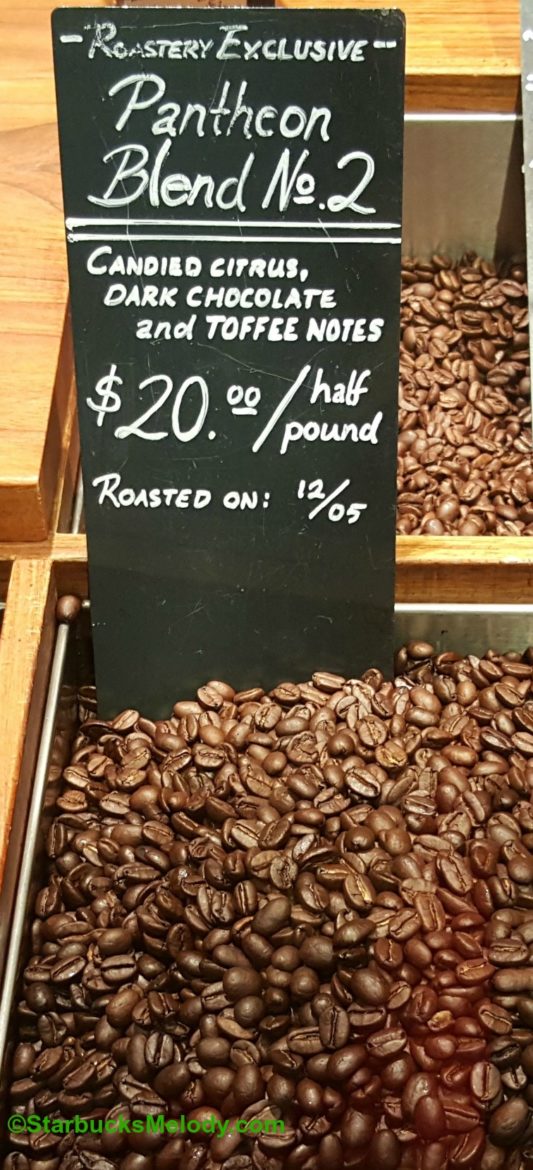 - ROASTERY EXCLUSIVE -
Pantheon
Blend No. 2
CANDIED CITRUS,
DARK CHOCOLATE
and TOFFEE NOTES
$20.00/half
pound
ROASTED ON: 12/05
©StarbucksMelody.com